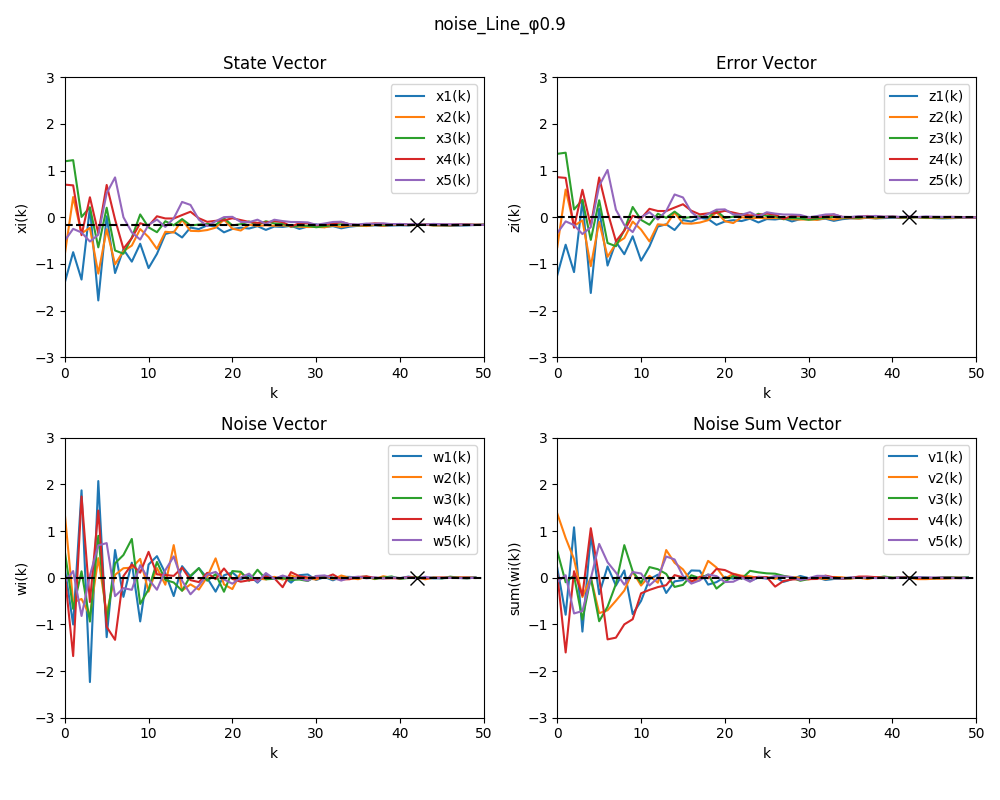 noise_Line_φ0.9
State Vector
3
2
1
0
−1
−2
−3
xi(k)
0 10 20 30 40 50
k
x1(k)
x2(k)
x3(k)
x4(k)
x5(k)
Error Vector
3
2
1
0
−1
−2
−3
zi(k)
0 10 20 30 40 50
k
z1(k)
z2(k)
z3(k)
z4(k)
z5(k)
Noise Vector
3
2
1
0
−1
−2
−3
wi(k)
0 10 20 30 40 50
k
w1(k)
w2(k)
w3(k)
w4(k)
w5(k)
Noise Sum Vector
3
2
1
0
−1
−2
−3
sum(wi(k))
0 10 20 30 40 50
k
v1(k)
v2(k)
v3(k)
v4(k)
v5(k)